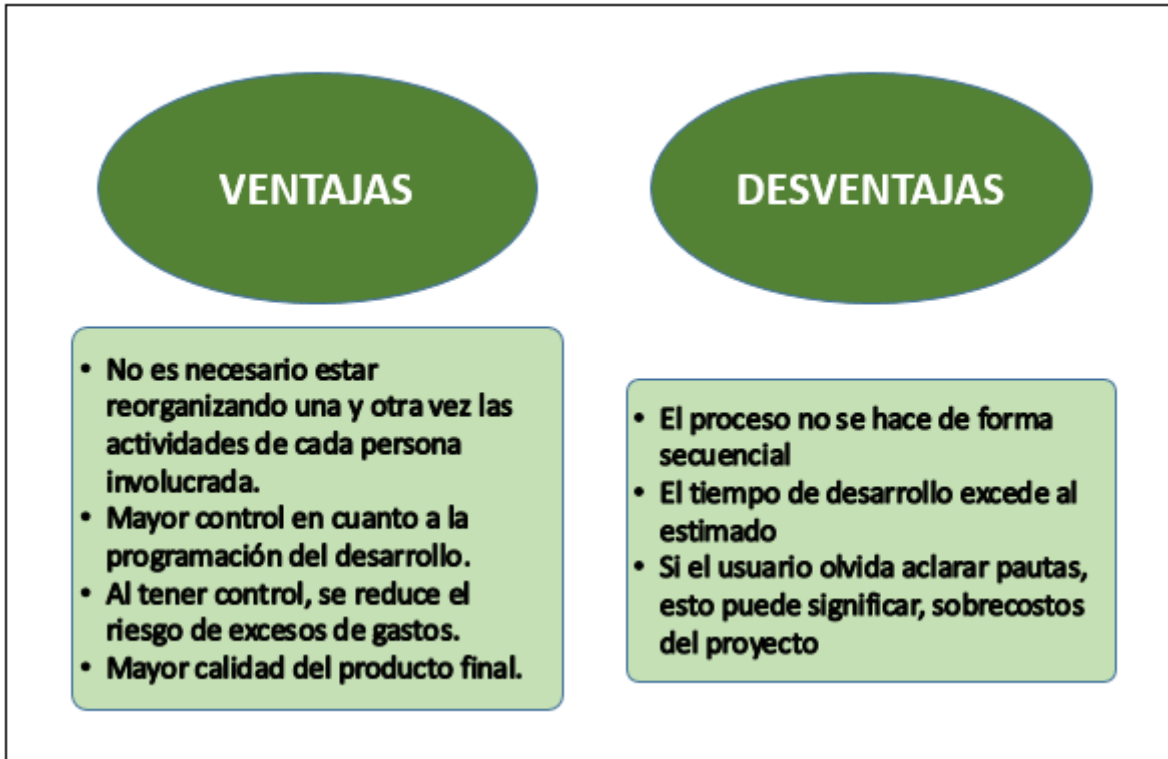 VENTAJAS
• No es necesario estar
reorganizando una y otra vez las
actividades de cada persona
involucrada.
• Mayor control en cuanto a la
programación del desarrollo.
• Al tener control, se reduce el
riesgo de excesos de gastos.
• Mayor calidad del producto final.
DESVENTAJAS
• El proceso no se hace de forma
secuencial
• El tiempo de desarrollo excede al
estimado
• Si el usuario olvida aclarar pautas,
esto puede significar, sobrecostos
del proyecto